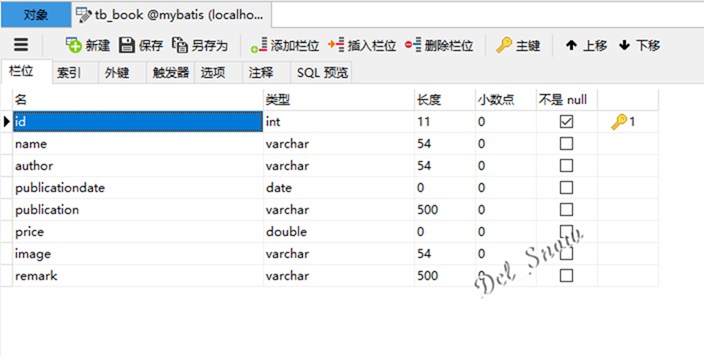 对象 tb_book @mybatis (localho...
新建 保存 另存为 添加栏位 插入栏位 删除栏位 主键 上移 下移
栏位 索引 外键 触发器 选项 注释 SQL 预览
名 类型 长度 小数点 不是 null
id int 11 0 1
name varchar 54 0
author varchar 54 0
publicationdate date 0 0
publication varchar 500 0
price double 0 0
image varchar 54 0
remark varchar 500 0
Del Snow